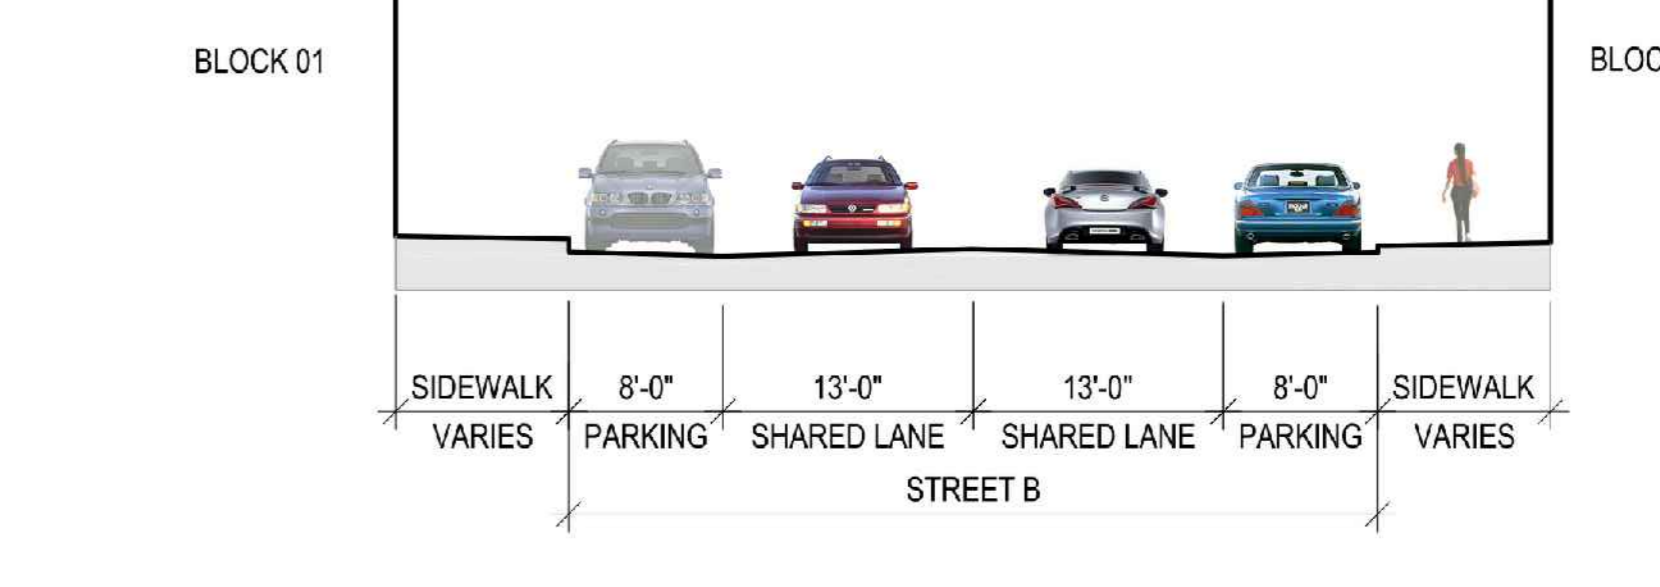 BLOCK 01
BLOC
SIDEWALK 8'-0" 13'-0" 13'-0" 8'-0" SIDEWALK
VARIES PARKING SHARED LANE SHARED LANE PARKING VARIES
STREET B